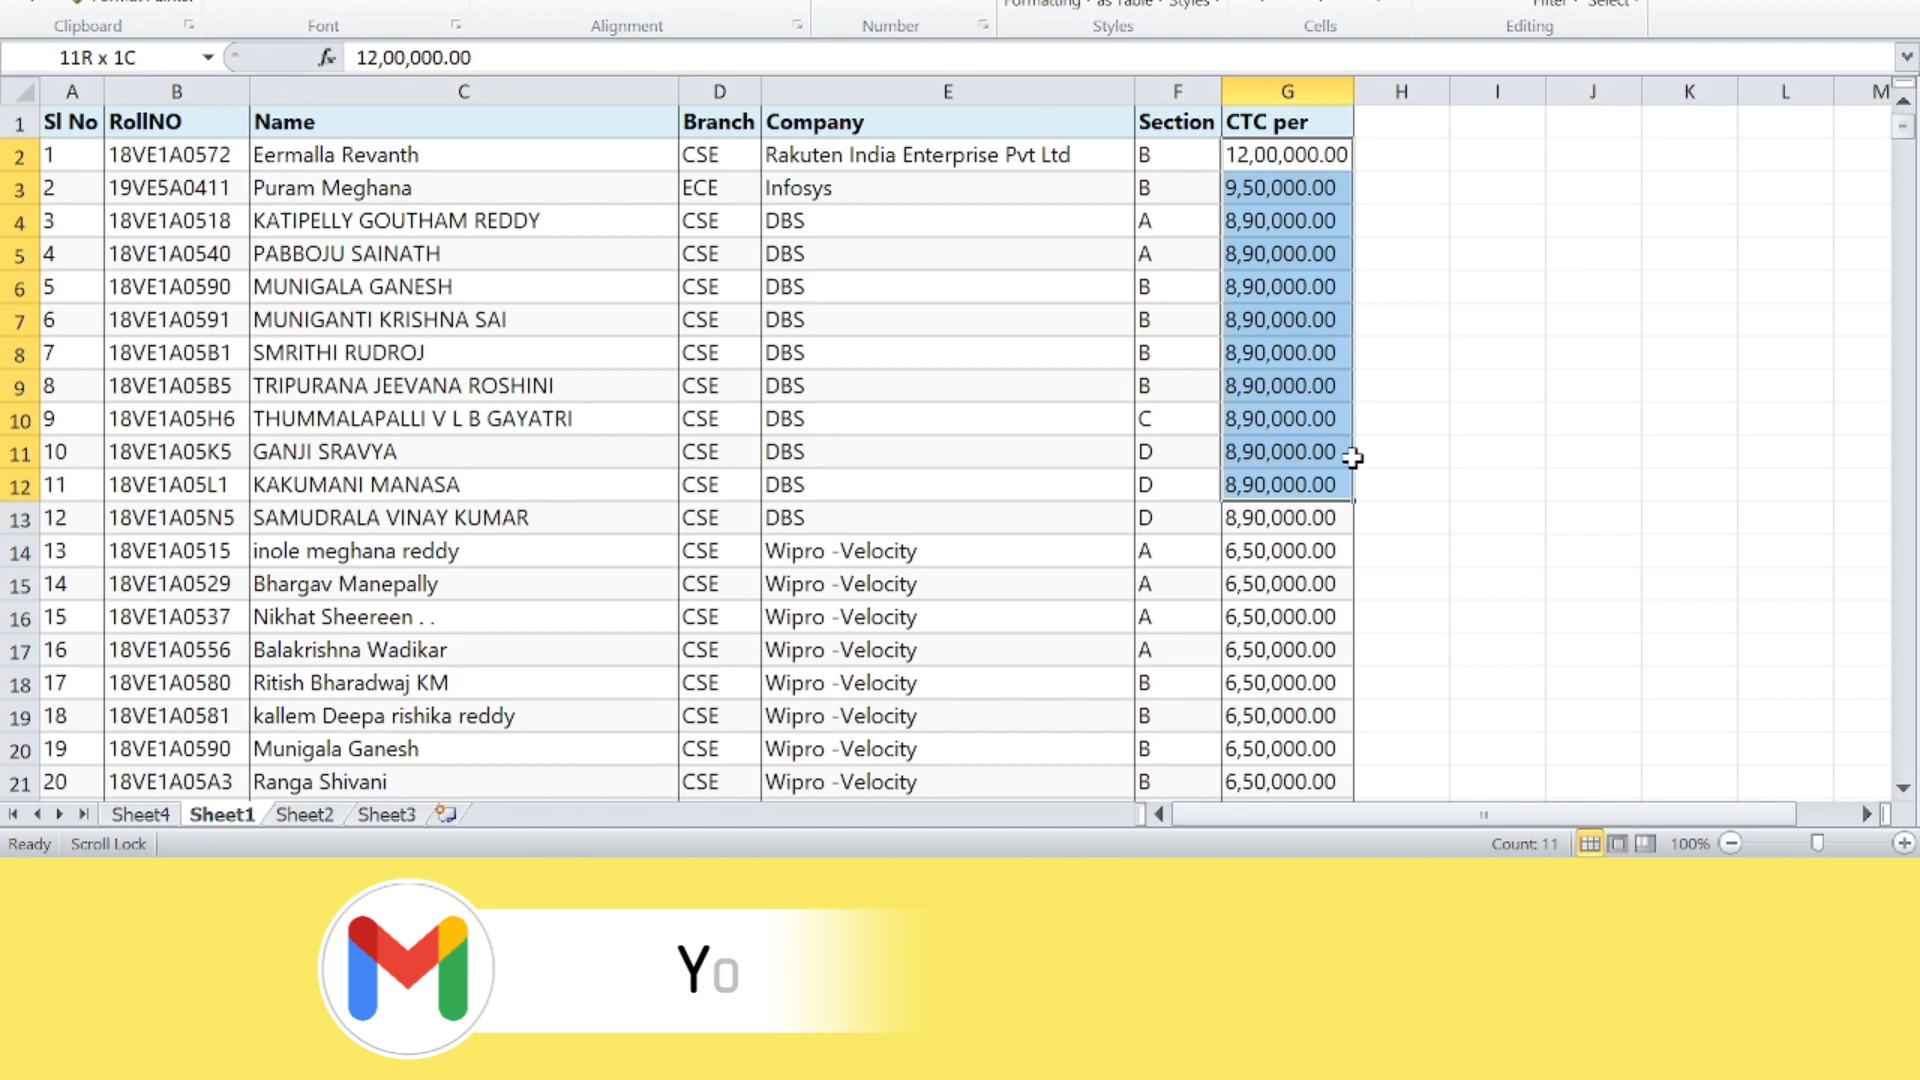 Clipboard Font Alignment Number Styles Cells Editing
11R x 1C fx 12,00,000.00
A B C D E F G H I J K L M
1 Sl No RollNO Name Branch Company Section CTC per
2 1 18VE1A0572 Eermalla Revanth CSE Rakuten India Enterprise Pvt Ltd B 12,00,000.00
3 2 19VE5A0411 Puram Meghana ECE Infosys B 9,50,000.00
4 3 18VE1A0518 KATIPELLY GOUTHAM REDDY CSE DBS A 8,90,000.00
5 4 18VE1A0540 PABBOJU SAINATH CSE DBS A 8,90,000.00
6 5 18VE1A0590 MUNIGALA GANESH CSE DBS B 8,90,000.00
7 6 18VE1A0591 MUNIGANTI KRISHNA SAI CSE DBS B 8,90,000.00
8 7 18VE1A05B1 SMRITHI RUDROJ CSE DBS B 8,90,000.00
9 8 18VE1A05B5 TRIPURANA JEEVANA ROSHINI CSE DBS B 8,90,000.00
10 9 18VE1A05H6 THUMMALAPALLI V L B GAYATRI CSE DBS C 8,90,000.00
11 10 18VE1A05K5 GANJI SRAVYA CSE DBS D 8,90,000.00
12 11 18VE1A05L1 KAKUMANI MANASA CSE DBS D 8,90,000.00
13 12 18VE1A05N5 SAMUDRALA VINAY KUMAR CSE DBS D 8,90,000.00
14 13 18VE1A0515 inole meghana reddy CSE Wipro -Velocity A 6,50,000.00
15 14 18VE1A0529 Bhargav Manepally CSE Wipro -Velocity A 6,50,000.00
16 15 18VE1A0537 Nikhat Sheereen . . CSE Wipro -Velocity A 6,50,000.00
17 16 18VE1A0556 Balakrishna Wadikar CSE Wipro -Velocity A 6,50,000.00
18 17 18VE1A0580 Ritish Bharadwaj KM CSE Wipro -Velocity B 6,50,000.00
19 18 18VE1A0581 kallem Deepa rishika reddy CSE Wipro -Velocity B 6,50,000.00
20 19 18VE1A0590 Munigala Ganesh CSE Wipro -Velocity B 6,50,000.00
21 20 18VE1A05A3 Ranga Shivani CSE Wipro -Velocity B 6,50,000.00
Sheet4 Sheet1 Sheet2 Sheet3
Ready Scroll Lock Count: 11 100%
Yo